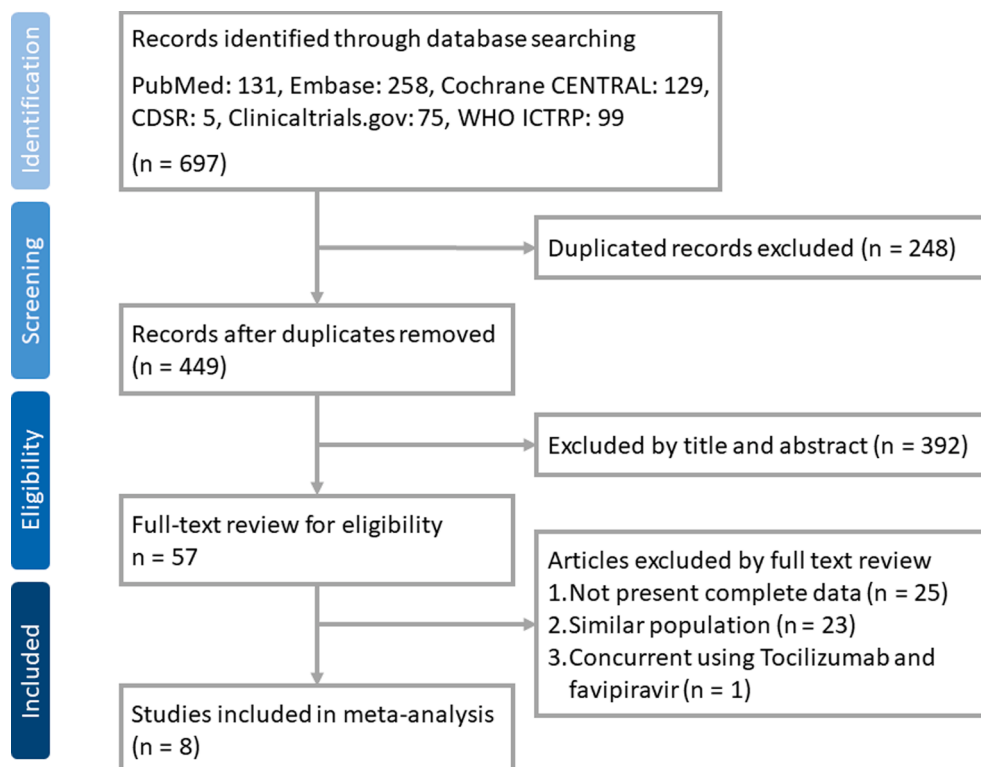 Identification
Records identified through database searching
PubMed: 131, Embase: 258, Cochrane CENTRAL: 129,
CDSR: 5, Clinicaltrials.gov: 75, WHO ICTRP: 99
(n = 697)
Screening
Duplicated records excluded (n = 248)
Records after duplicates removed
(n = 449)
Eligibility
Excluded by title and abstract (n = 392)
Full-text review for eligibility
n = 57
Included
Articles excluded by full text review
1.Not present complete data (n = 25)
2.Similar population (n = 23)
3.Concurrent using Tocilizumab and
favipiravir (n = 1)
Studies included in meta-analysis
(n = 8)